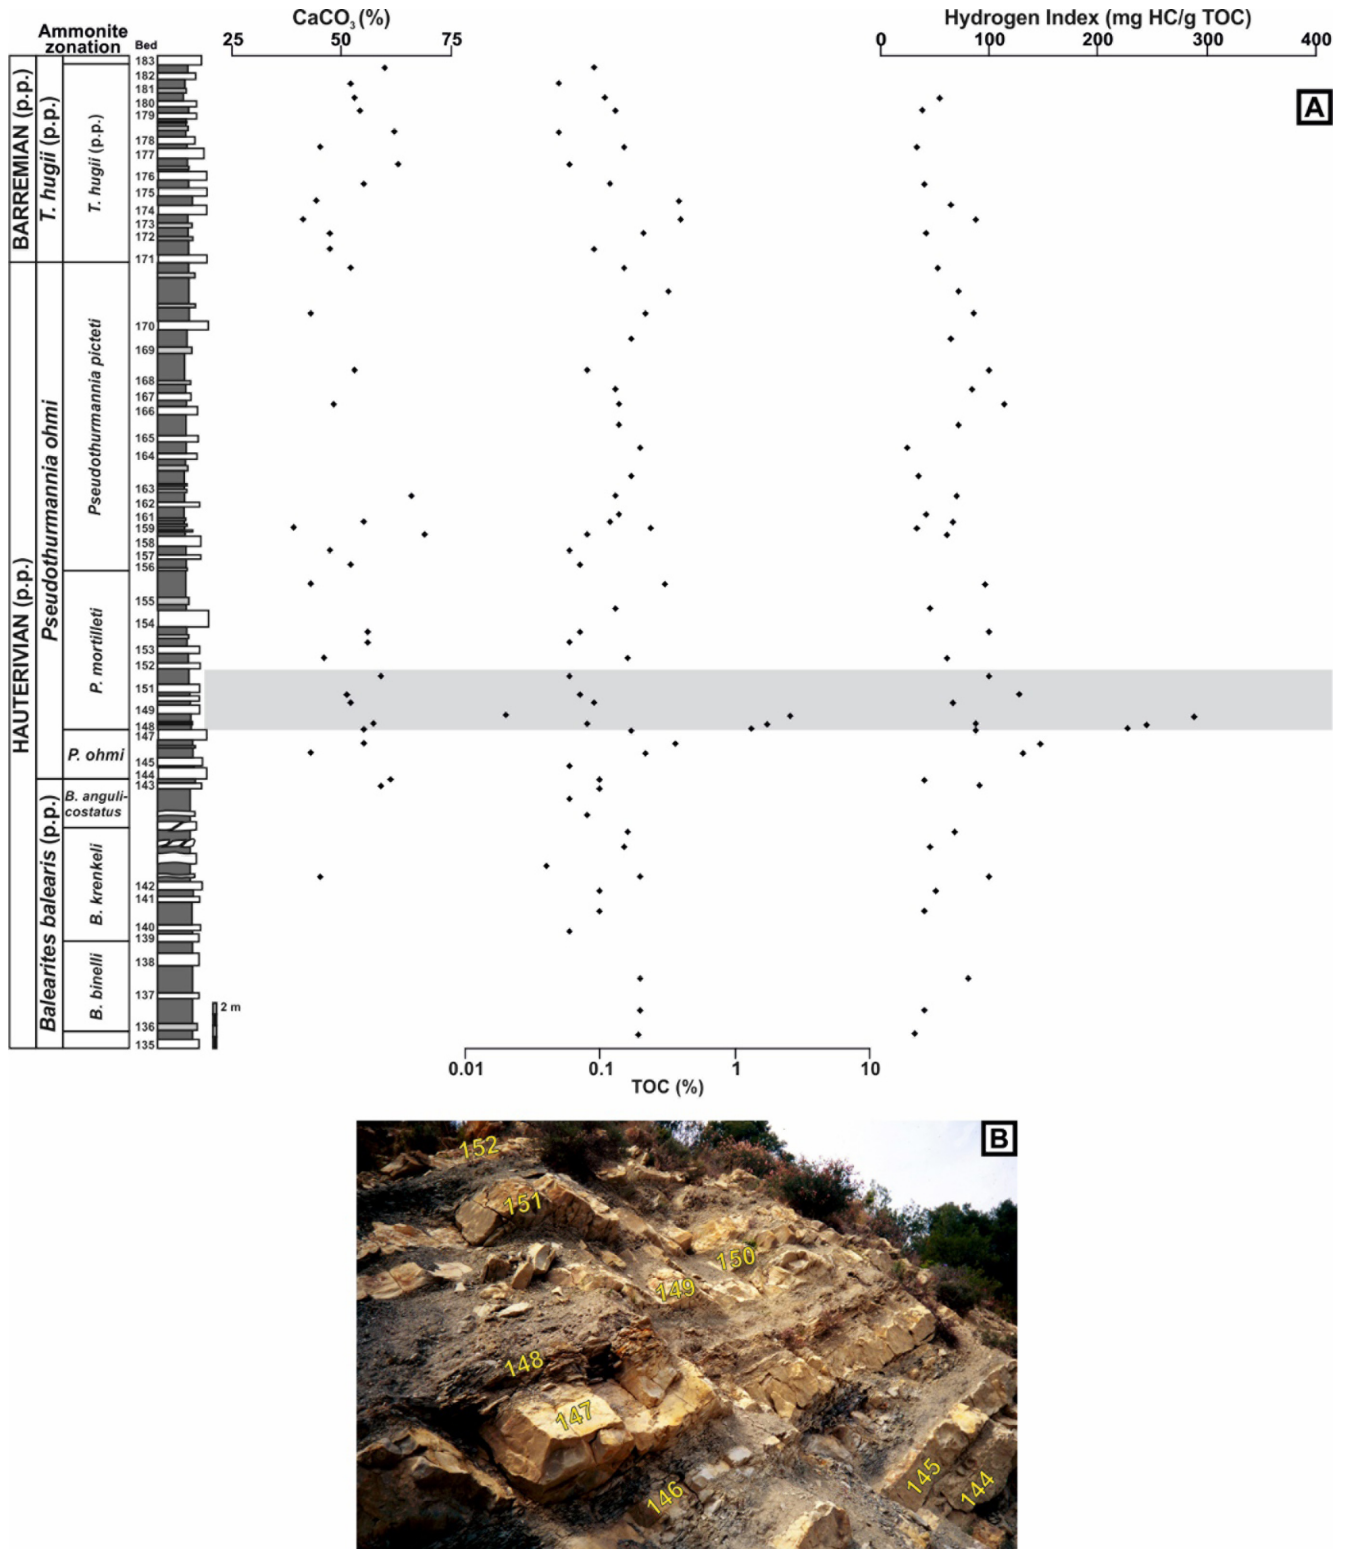 CaCO3 (%)
Hydrogen Index (mg HC/g TOC)
Ammonite
zonation
Bed
25 50 75
0 100 200 300 400
A
BARREMIAN (p.p.)
T. hugii (p.p.)
T. hugii (p.p.)
HAUTERIVIAN (p.p.)
Pseudothurmannia ohmi
Pseudothurmannia picteti
P. mortilleti
P. ohmi
Balearites balearis (p.p.)
B. anguli-
costatus
B. krenkeli
B. binelli
183
182
181
180
179
178
177
176
175
174
173
172
171
170
169
168
167
166
165
164
163
162
161
159
158
157
156
155
154
153
152
151
149
148
147
145
144
143
142
141
140
139
138
137
136
135
2 m
0.01 0.1 1 10
TOC (%)
B
152
151
150
149
148
147
146
145
144